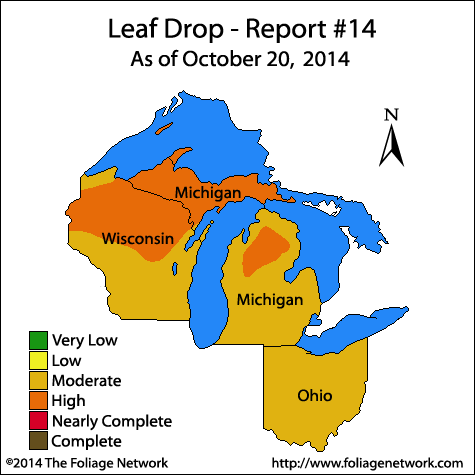 Leaf Drop - Report #14
As of October 20, 2014
N
Michigan
Wisconsin
Michigan
Ohio
Very Low
Low
Moderate
High
Nearly Complete
Complete
©2014 The Foliage Network
http://www.foliagenetwork.com